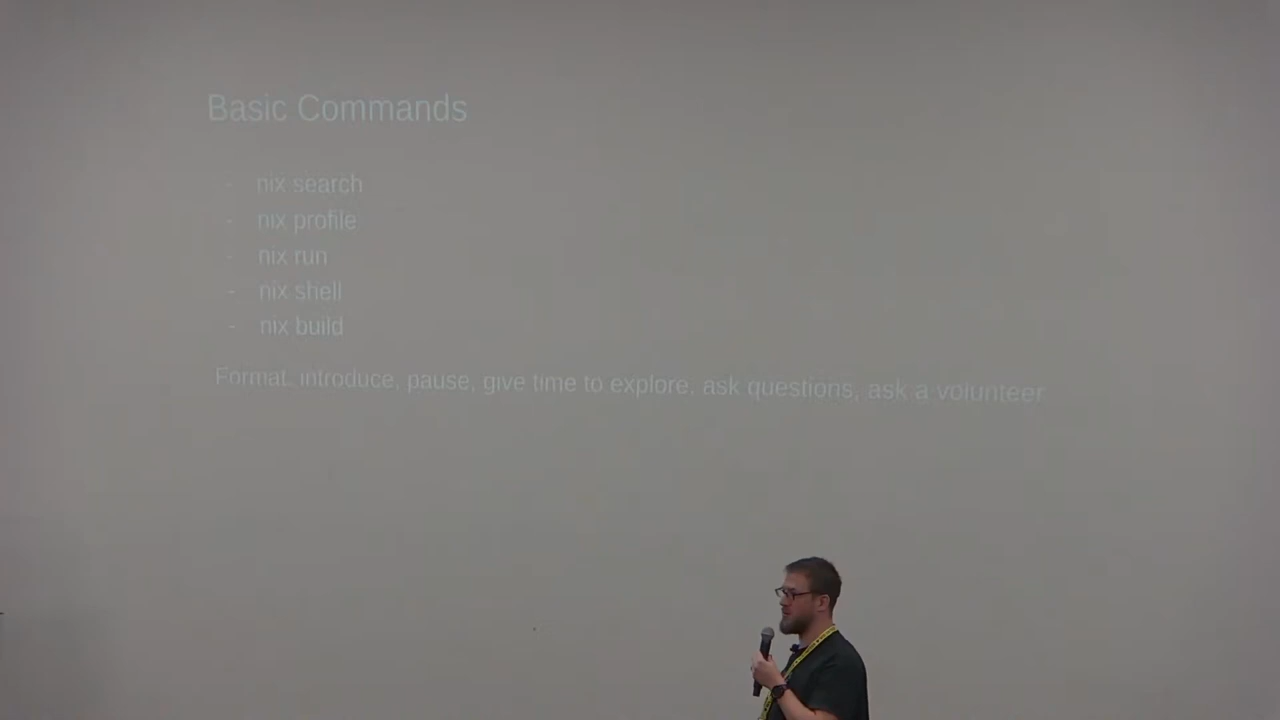 Basic Commands
- nix search
- nix profile
- nix run
- nix shell
- nix build
Format: introduce, pause, give time to explore, ask questions, ask a volunteer